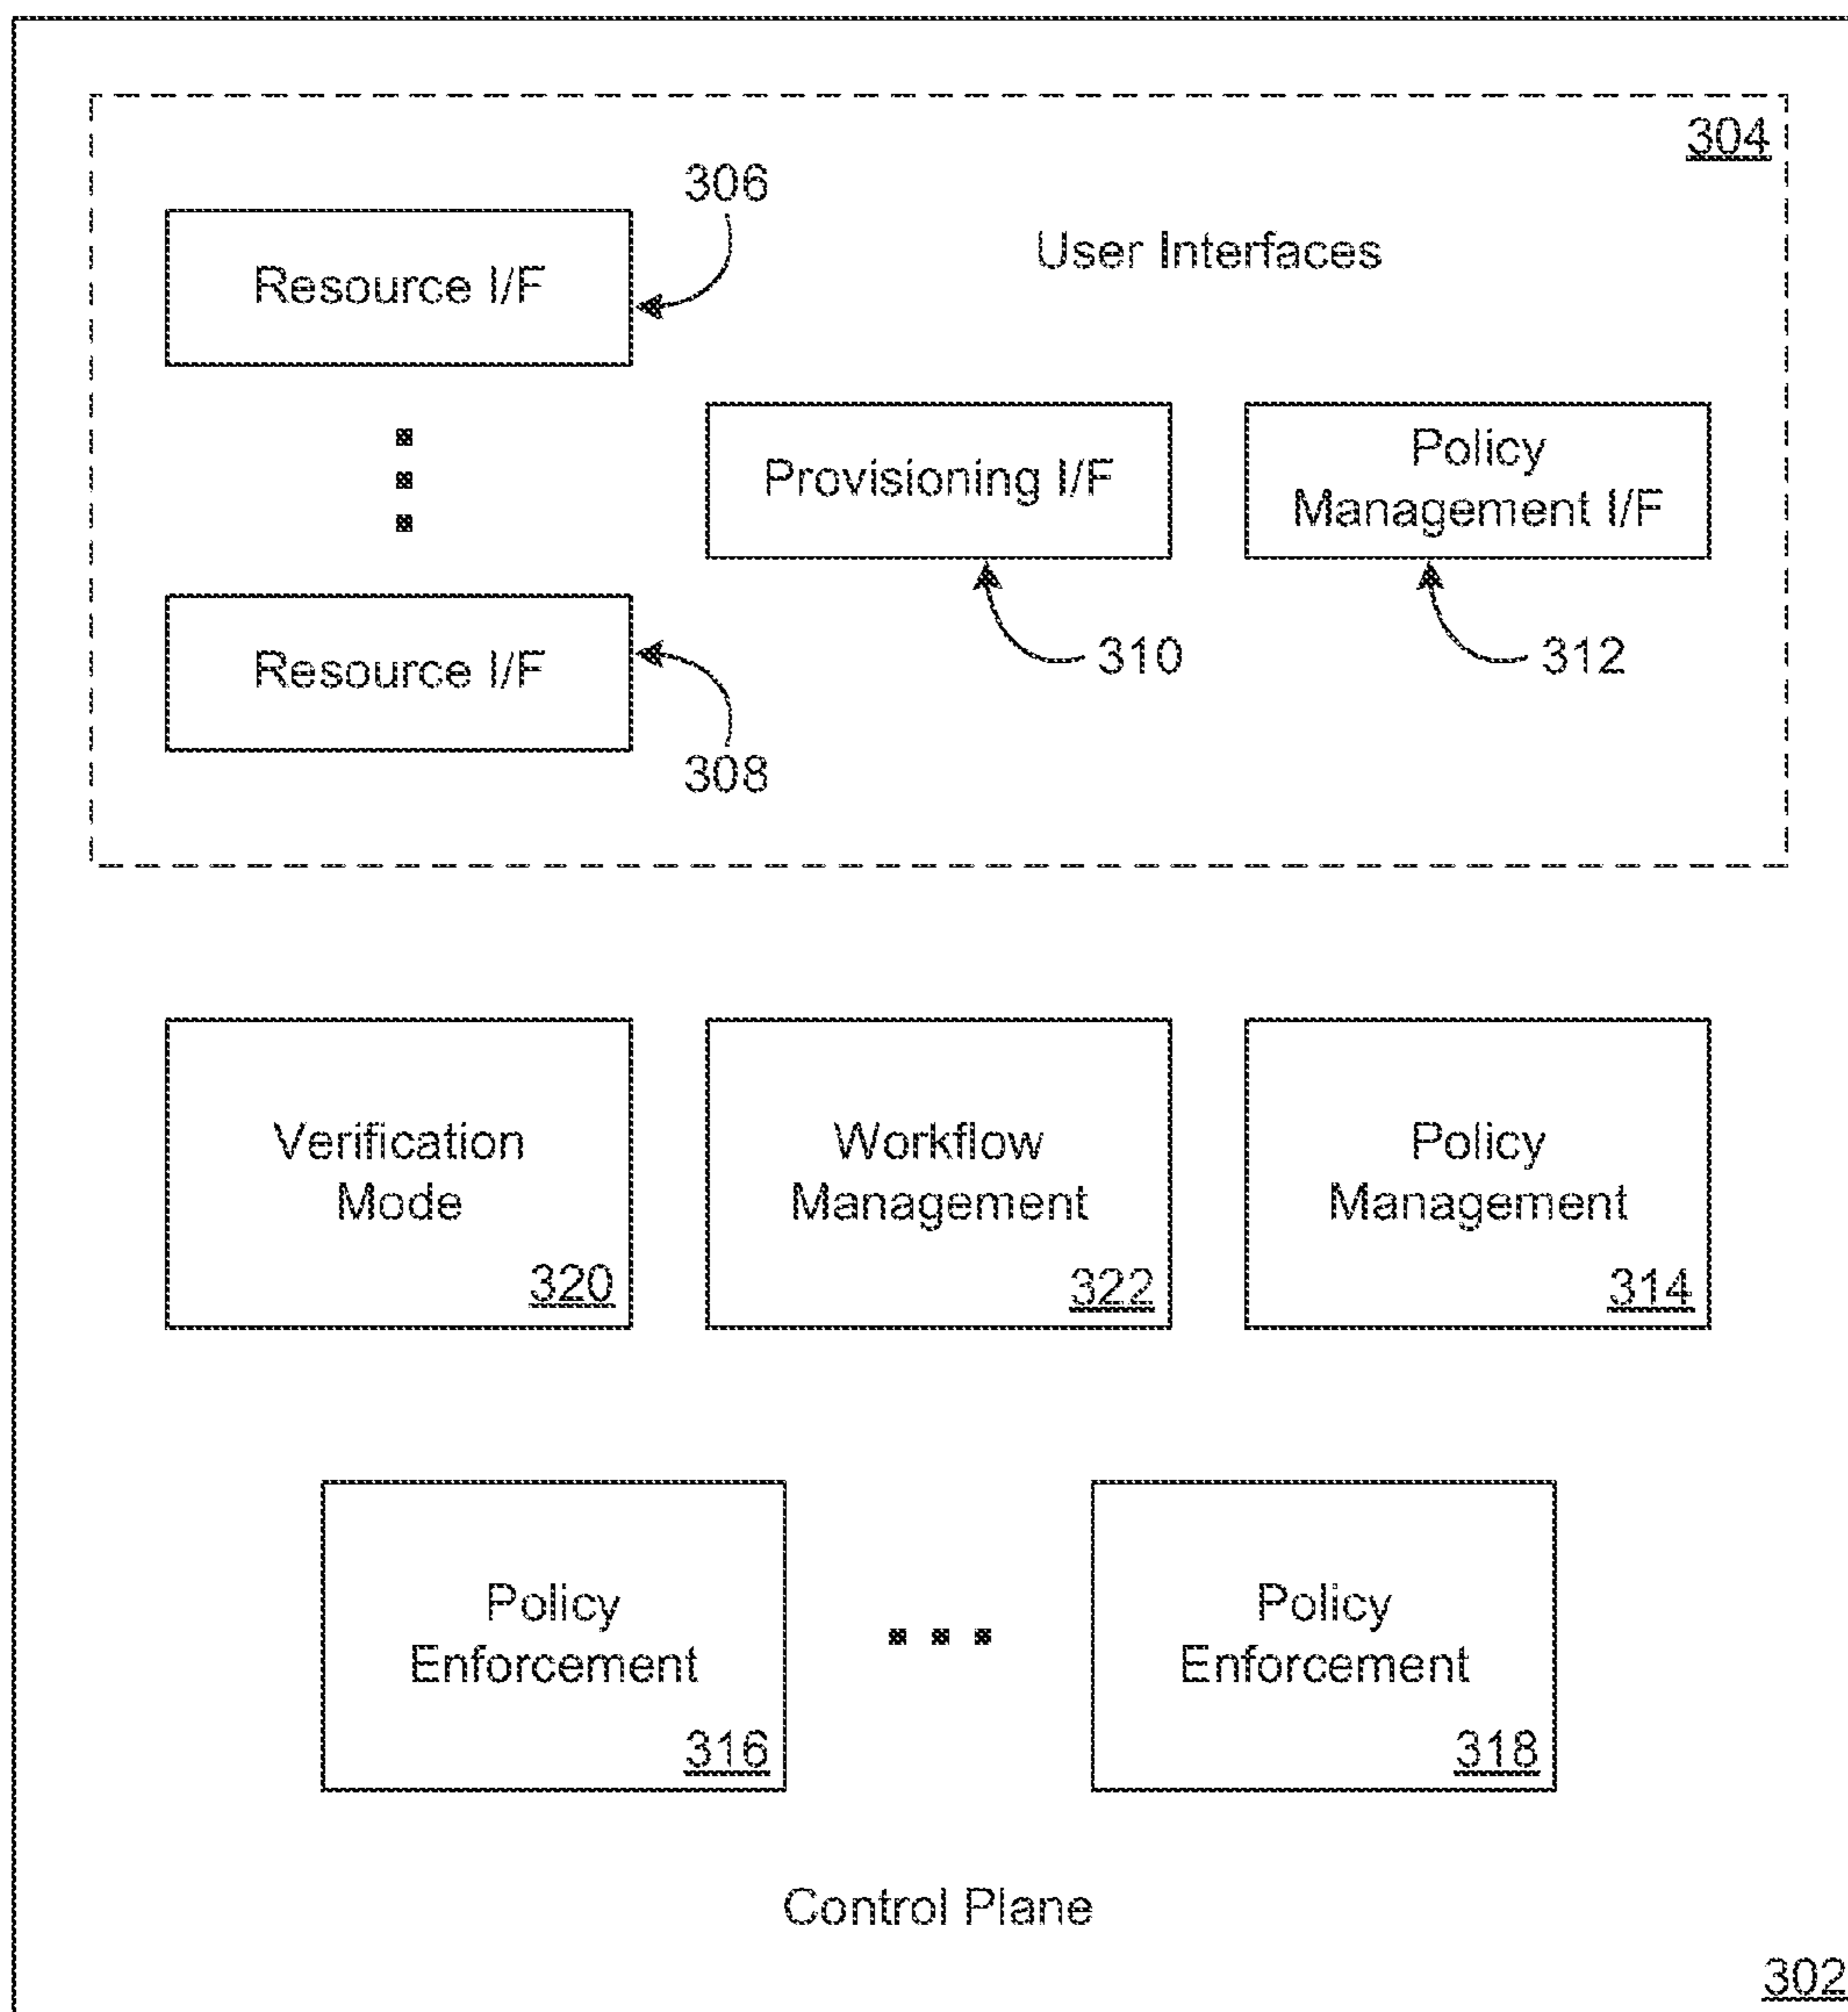 304
306
User Interfaces
Resource I/F
Provisioning I/F
Policy
Management I/F
310
312
Resource I/F
308
Verification
Mode
320
Workflow
Management
322
Policy
Management
314
Policy
Enforcement
316
Policy
Enforcement
318
Control Plane
302